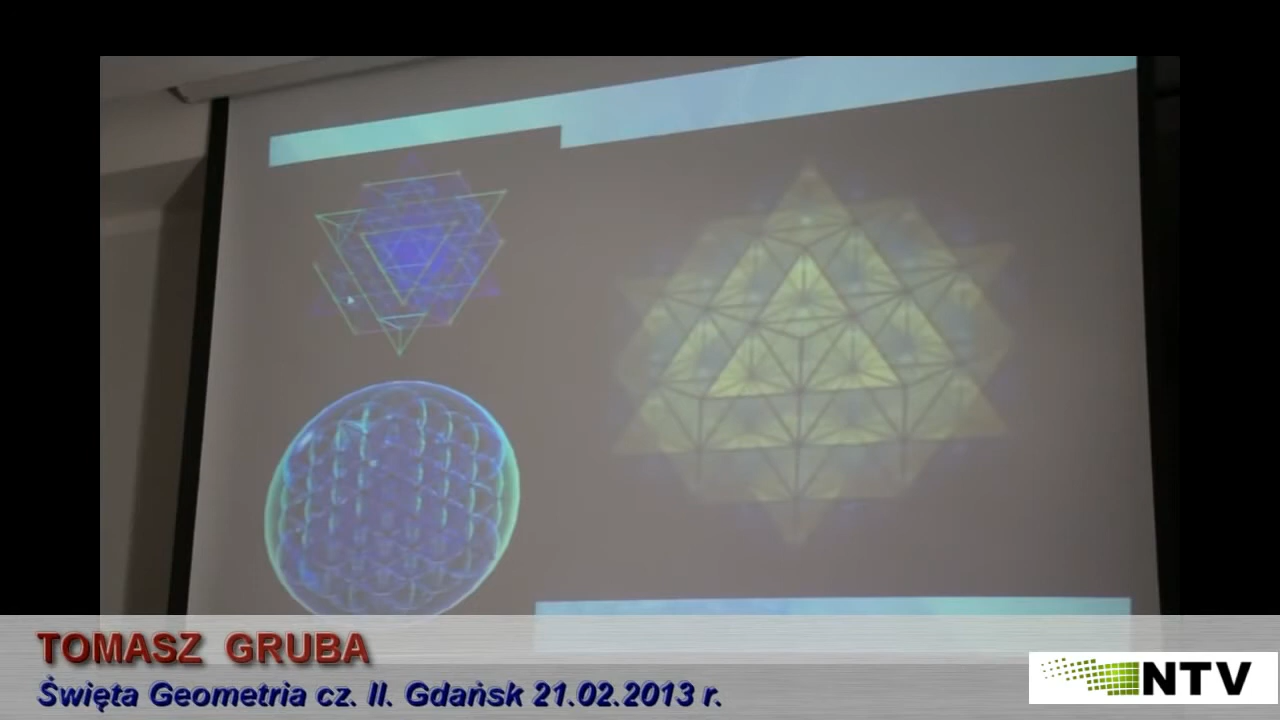 TOMASZ GRUBA
Święta Geometria cz. II. Gdańsk 21.02.2013 r.
NTV